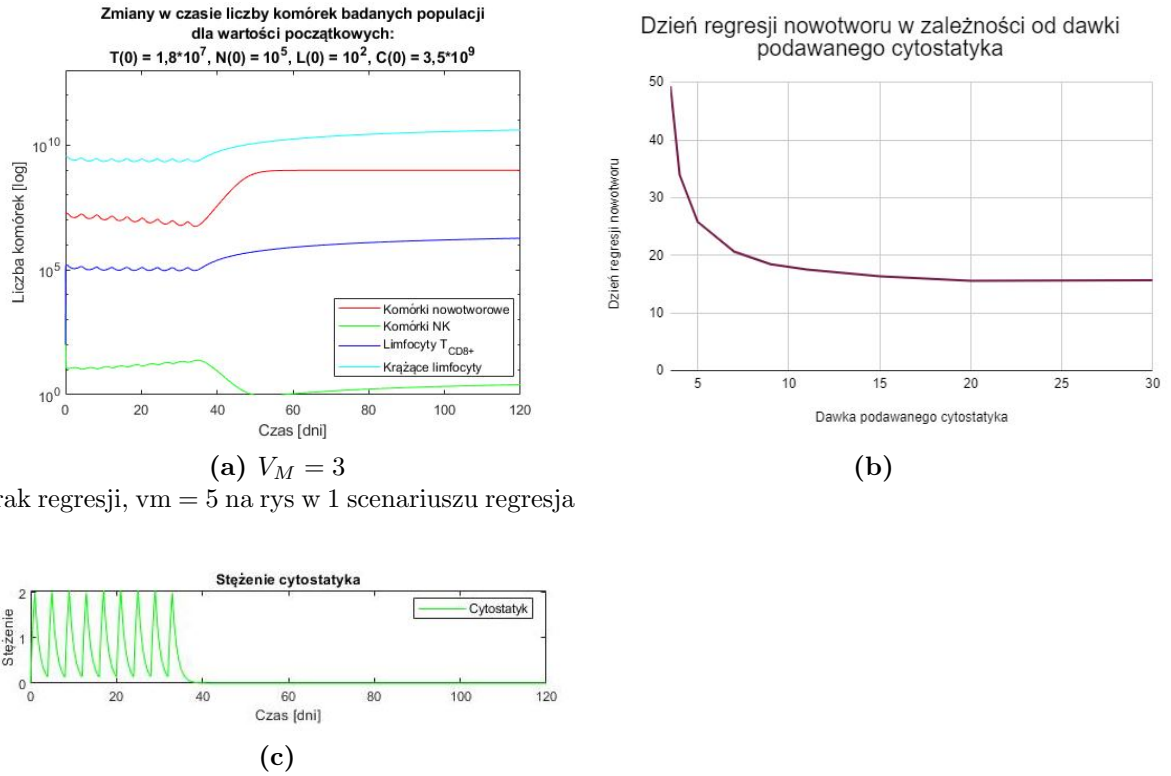 Zmiany w czasie liczby komórek badanych populacji
dla wartości początkowych:
T(0) = 1,8*10^7, N(0) = 10^5, L(0) = 10^2, C(0) = 3,5*10^9
Liczba komórek [log]
10^10
10^5
10^0
0 20 40 60 80 100 120
Czas [dni]
Komórki nowotworowe
Komórki NK
Limfocyty T_CD8+
Krążące limfocyty
(a) V_M = 3
rak regresji, vm = 5 na rys w 1 scenariuszu regresja
Dzień regresji nowotworu w zależności od dawki
podawanego cytostatyka
Dzień regresji nowotworu
50
40
30
20
10
0
5 10 15 20 25 30
Dawka podawanego cytostatyka
(b)
Stężenie cytostatyka
Stężenie
2
1
0
Cytostatyk
0 20 40 60 80 100 120
Czas [dni]
(c)